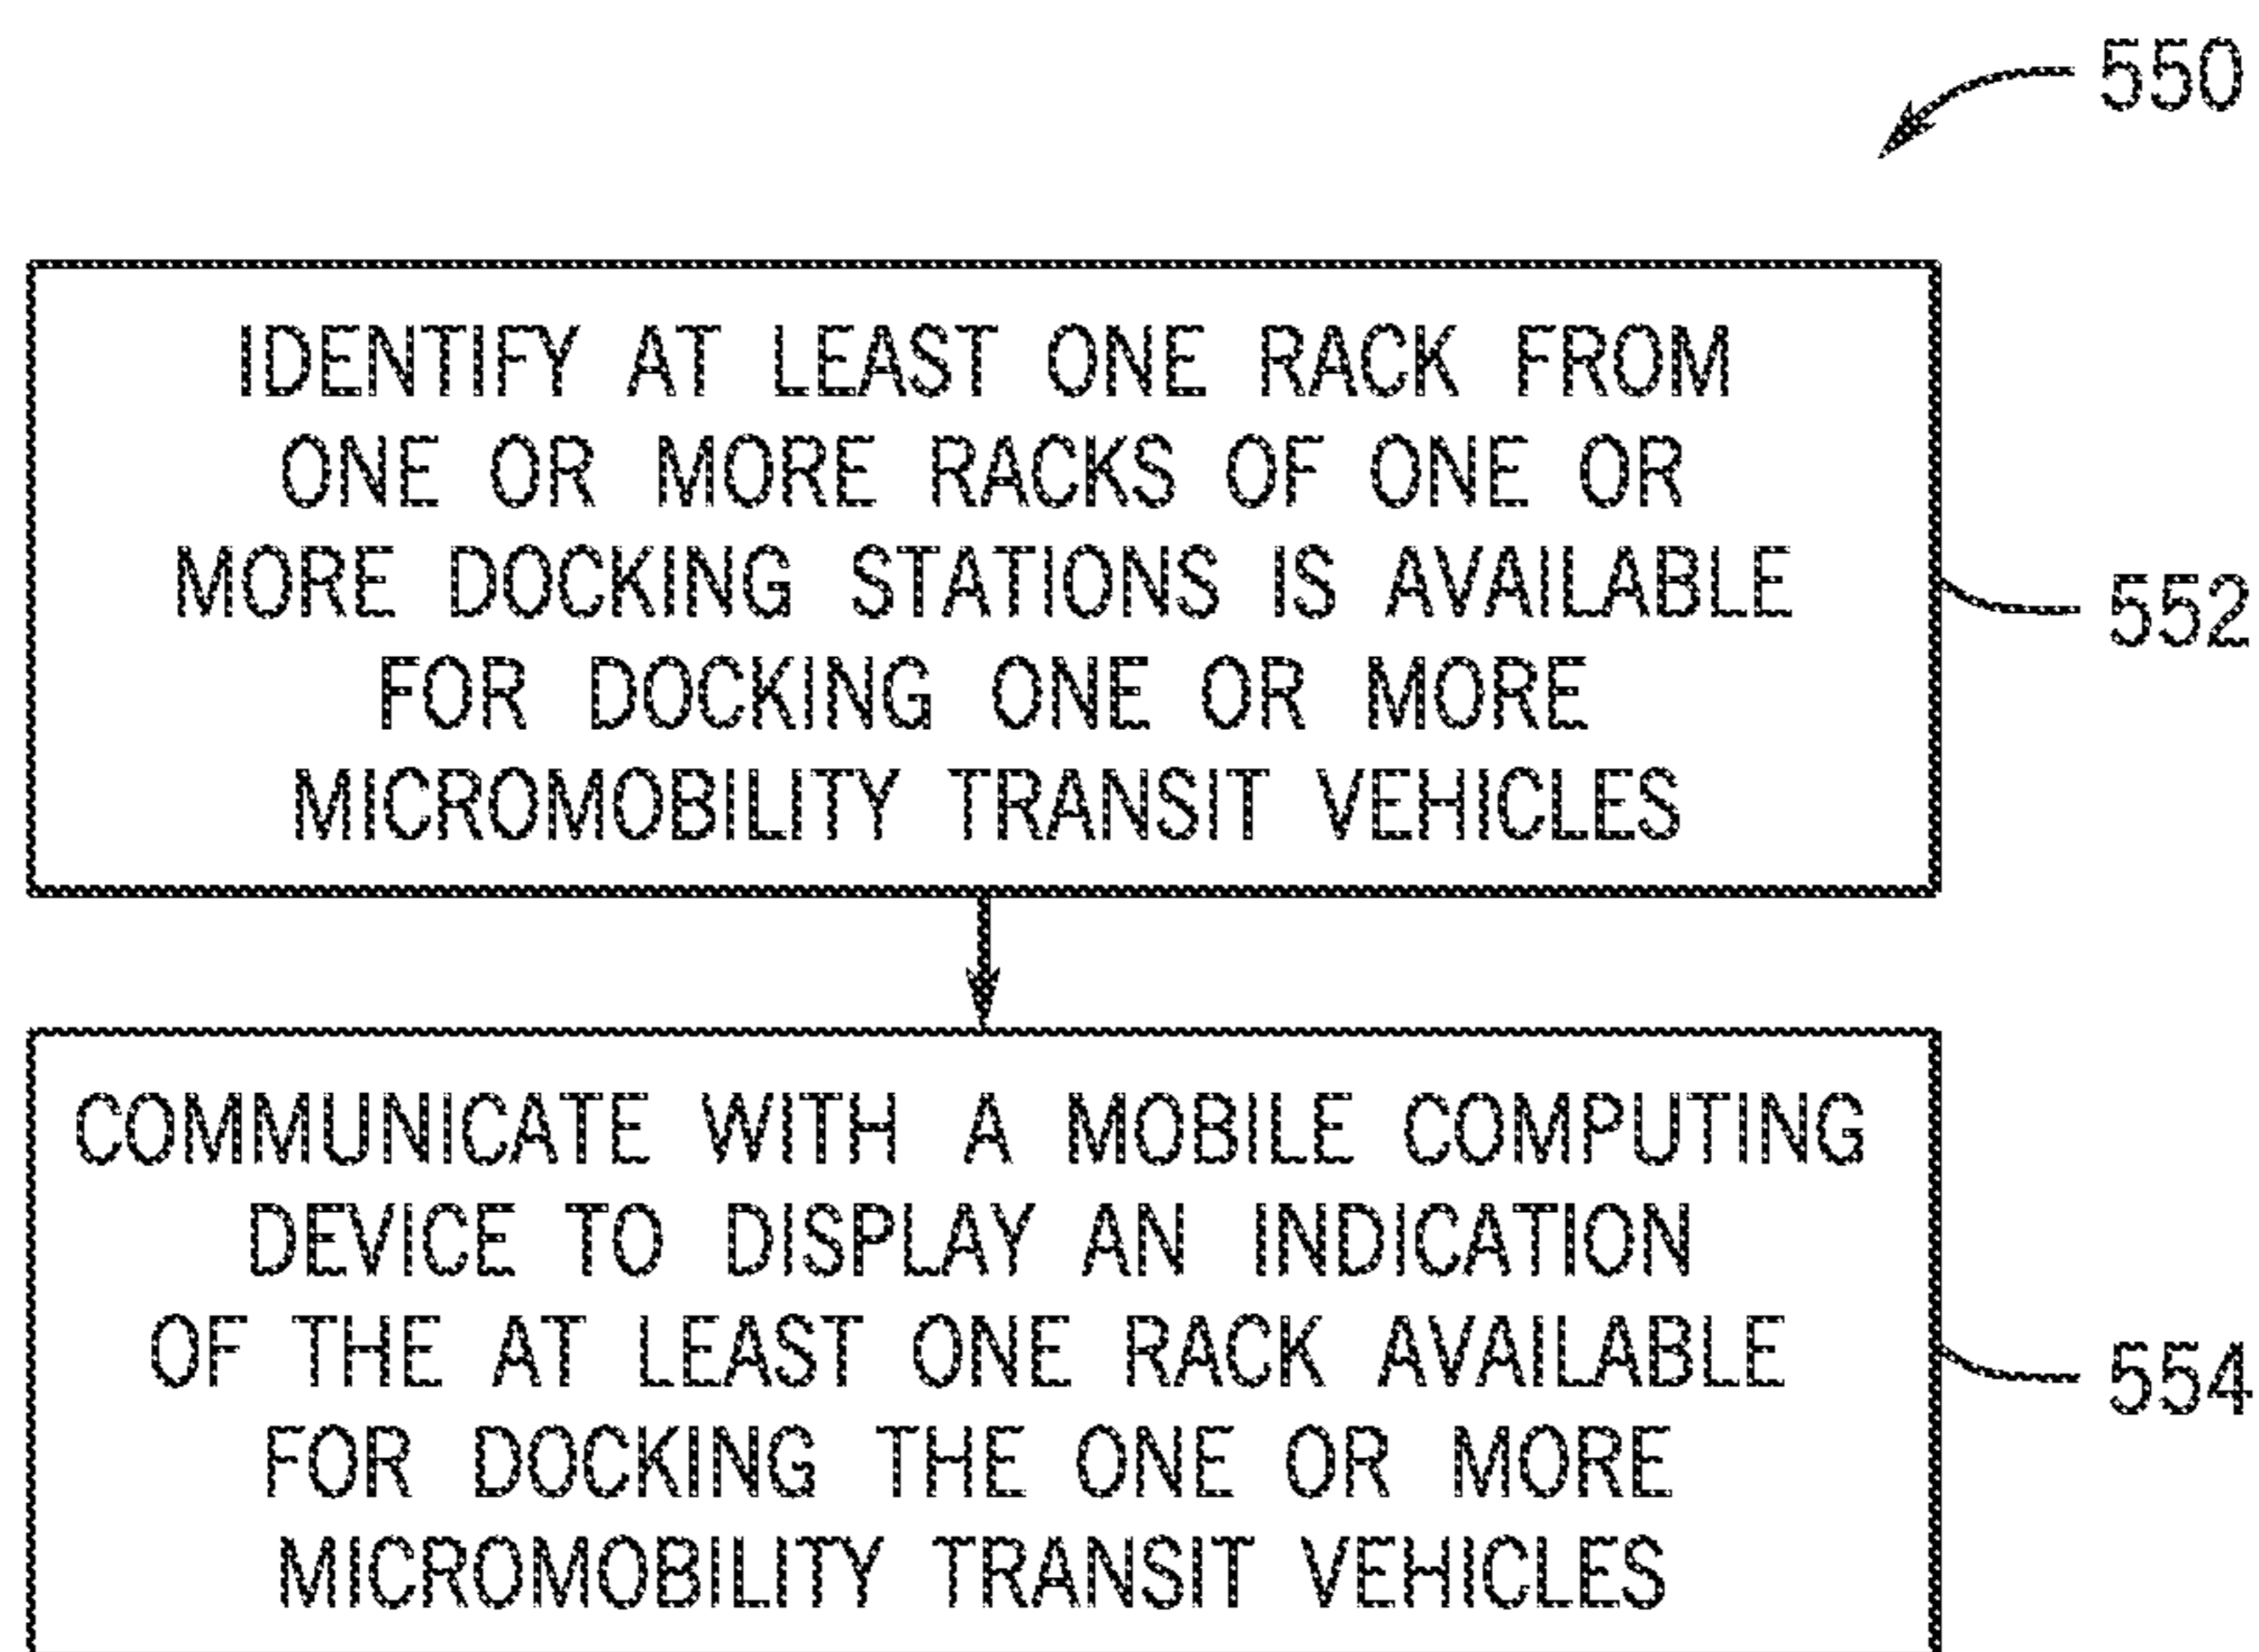 550
IDENTIFY AT LEAST ONE RACK FROM
ONE OR MORE RACKS OF ONE OR
MORE DOCKING STATIONS IS AVAILABLE
FOR DOCKING ONE OR MORE
MICROMOBILITY TRANSIT VEHICLES
552
COMMUNICATE WITH A MOBILE COMPUTING
DEVICE TO DISPLAY AN INDICATION
OF THE AT LEAST ONE RACK AVAILABLE
FOR DOCKING THE ONE OR MORE
MICROMOBILITY TRANSIT VEHICLES
554